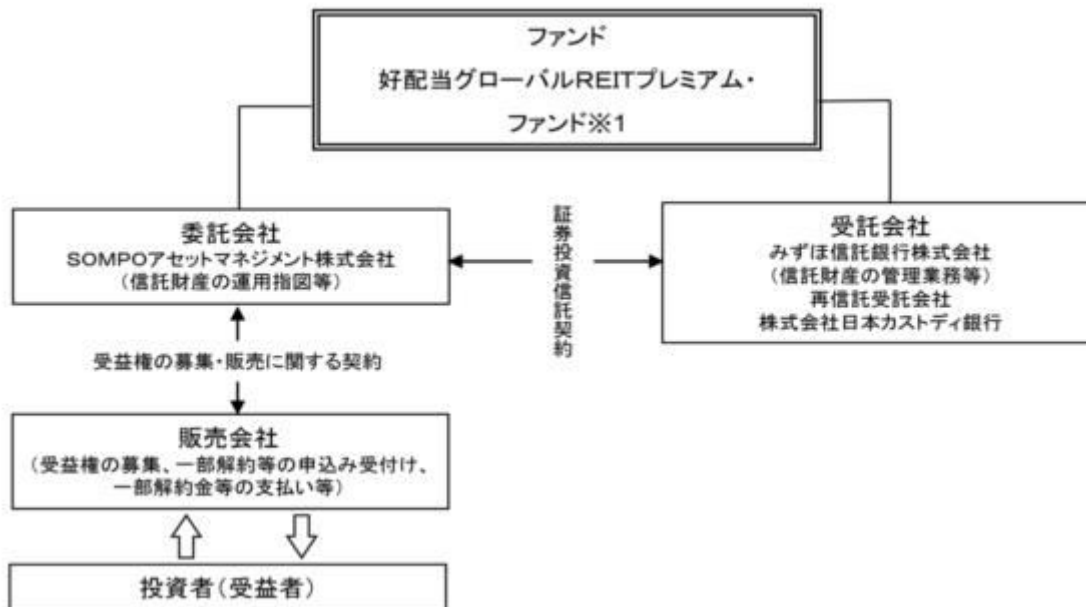 ファンド
好配当グローバルREITプレミアム・
ファンド※1
委託会社
SOMPOアセットマネジメント株式会社
(信託財産の運用指図等)
証券投資信託契約
受託会社
みずほ信託銀行株式会社
(信託財産の管理業務等)
再信託受託会社
株式会社日本カストディ銀行
受益権の募集・販売に関する契約
販売会社
(受益権の募集、一部解約等の申込み受付け、
一部解約金等の支払い等)
投資者(受益者)